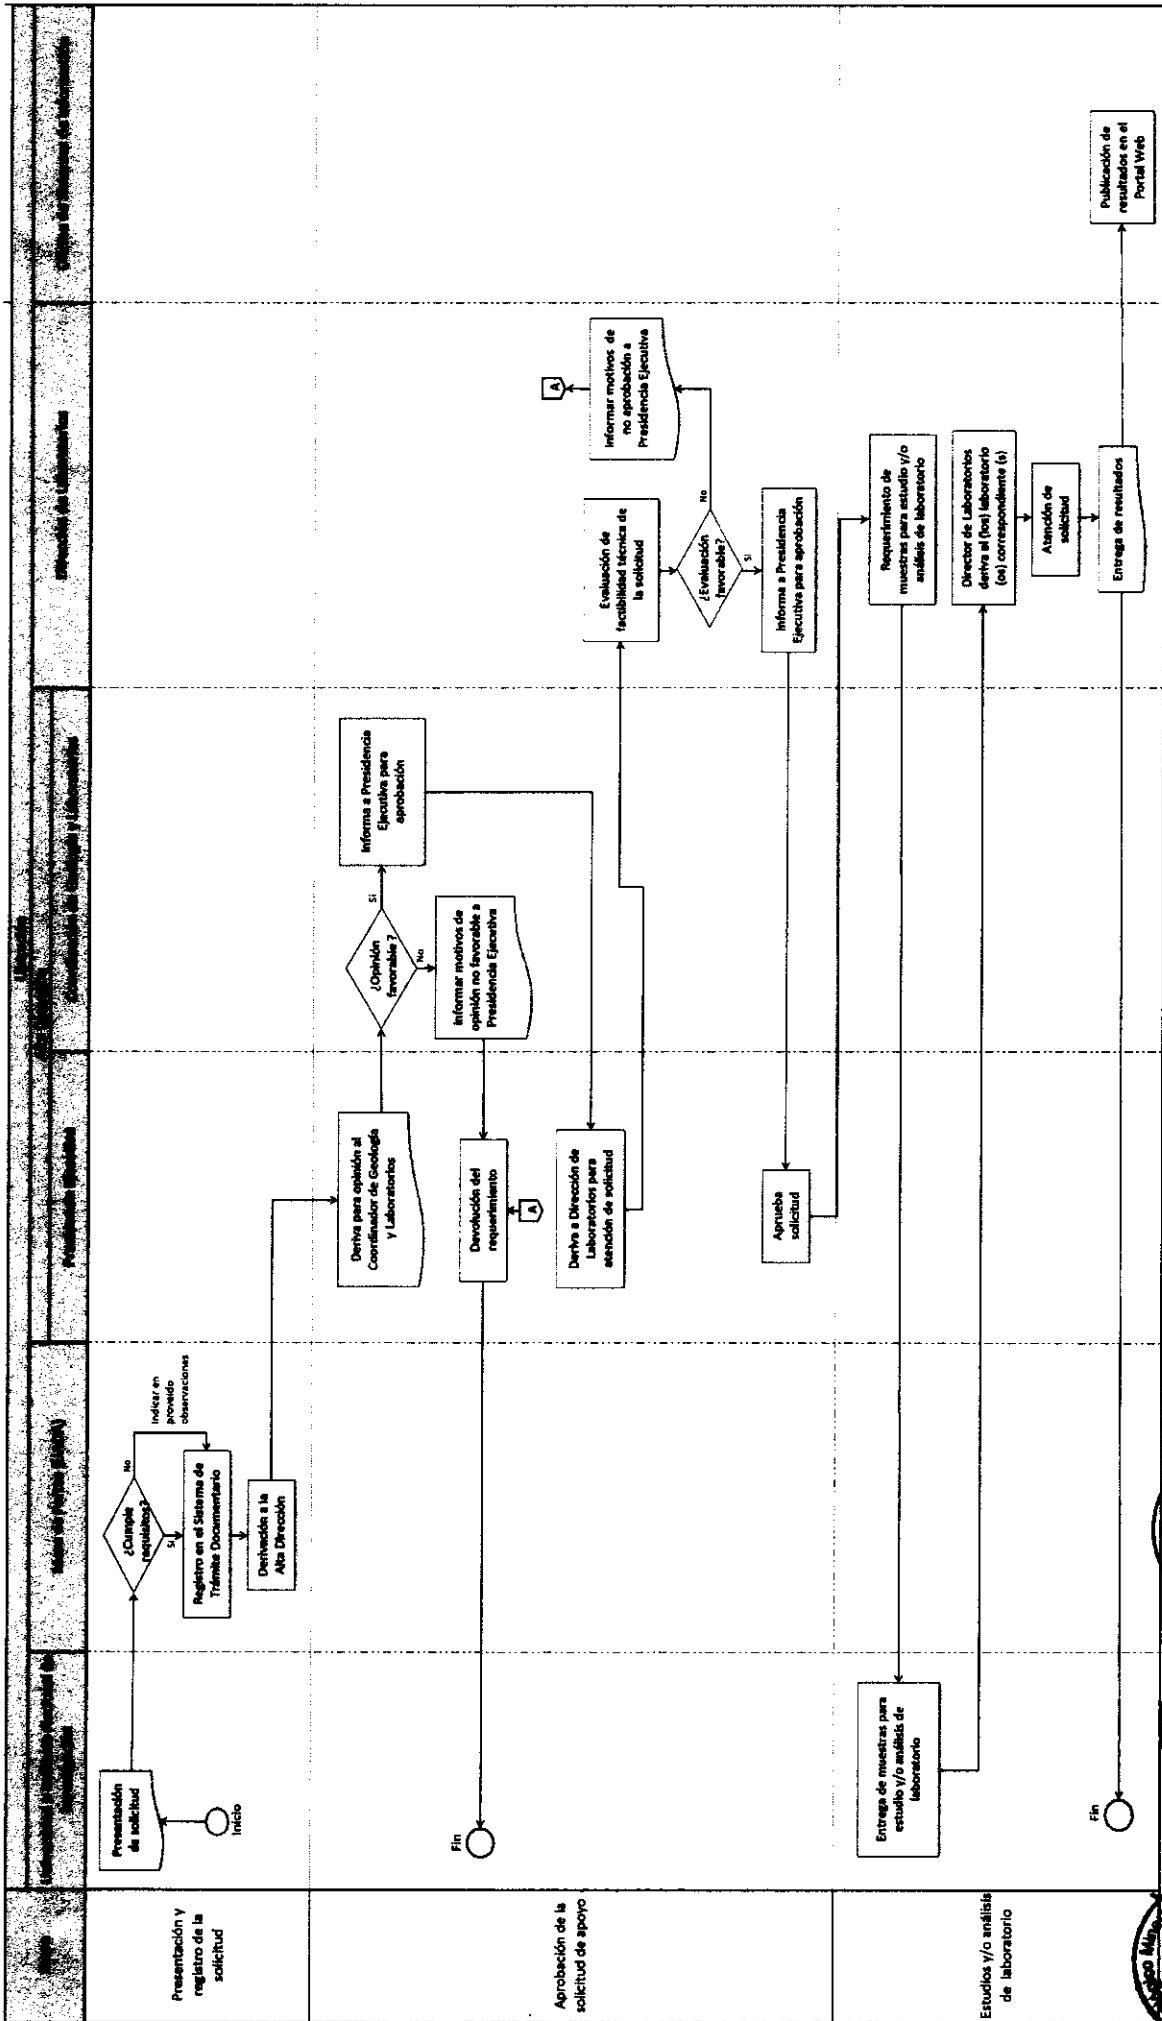 Presentación y
registro de la
solicitud
Presentación
de solicitud
Inicio
¿Cumple
requisitos?
No
Si
Indicar en
proveido
observaciones
Registro en el Sistema de
Trámite Documentario
Derivación a la
Alta Dirección
Aprobación de la
solicitud de apoyo
Deriva para opinión al
Coordinador de Geología
y Laboratorios
¿Opinión
favorable ?
Si
No
Informa a Presidencia
Ejecutiva para
aprobación
Informar motivos de
opinión no favorable a
Presidencia Ejecutiva
Devolución del
requerimiento
A
Fin
Deriva a Dirección de
Laboratorios para
atención de solicitud
Evaluación de
factibilidad técnica de
la solicitud
¿Evaluación
favorable?
No
Si
Informar motivos de
no aprobación a
Presidencia Ejecutiva
A
Informa a Presidencia
Ejecutiva para aprobación
Aprueba
solicitud
Estudios y/o análisis
de laboratorio
Requerimiento de
muestras para estudio y/o
análisis de laboratorio
Entrega de muestras para
estudio y/o análisis de
laboratorio
Director de Laboratorios
deriva al (los) laboratorio
(os) correspondiente (s)
Atención de
solicitud
Entrega de resultados
Fin
Publicación de
resultados en el
Portal Web